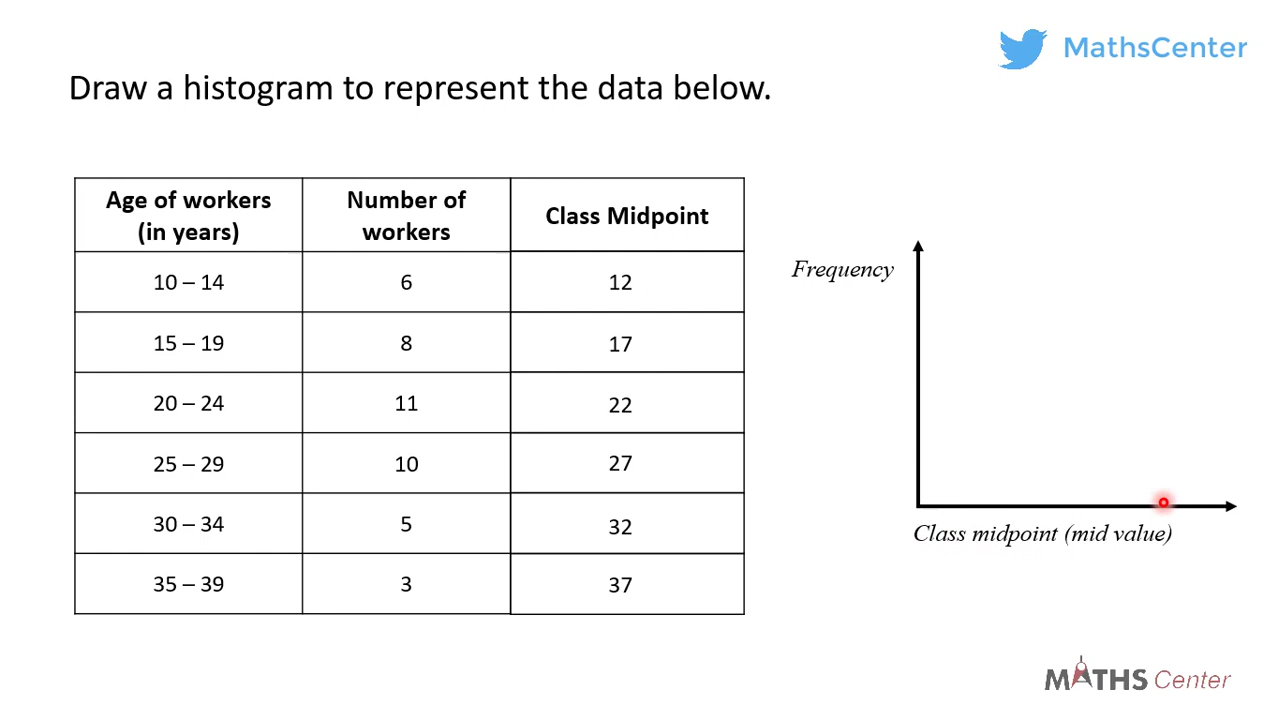 MathsCenter
Draw a histogram to represent the data below.
Age of workers (in years) Number of workers Class Midpoint
10 – 14 6 12
15 – 19 8 17
20 – 24 11 22
25 – 29 10 27
30 – 34 5 32
35 – 39 3 37
Frequency
Class midpoint (mid value)
MATHS Center